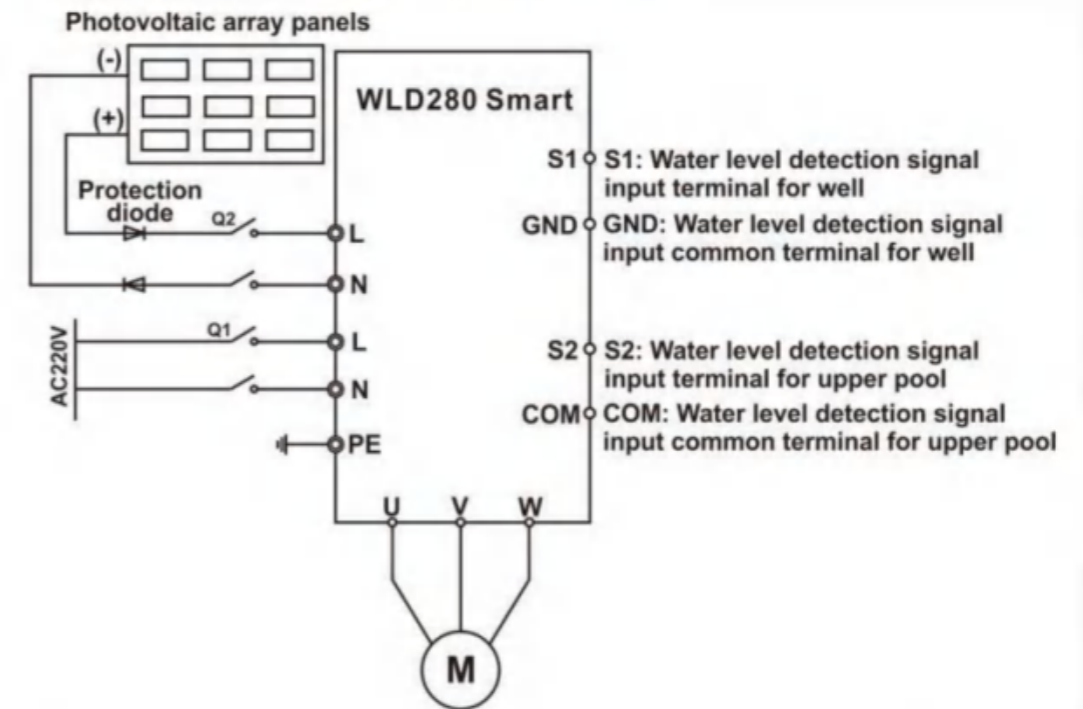 Photovoltaic array panels
(-)
(+)
WLD280 Smart
Protection
diode
Q2
L
N
Q1
L
N
AC220V
PE
S1
S1: Water level detection signal
input terminal for well
GND
GND: Water level detection signal
input common terminal for well
S2
S2: Water level detection signal
input terminal for upper pool
COM
COM: Water level detection signal
input common terminal for upper pool
U V W
M